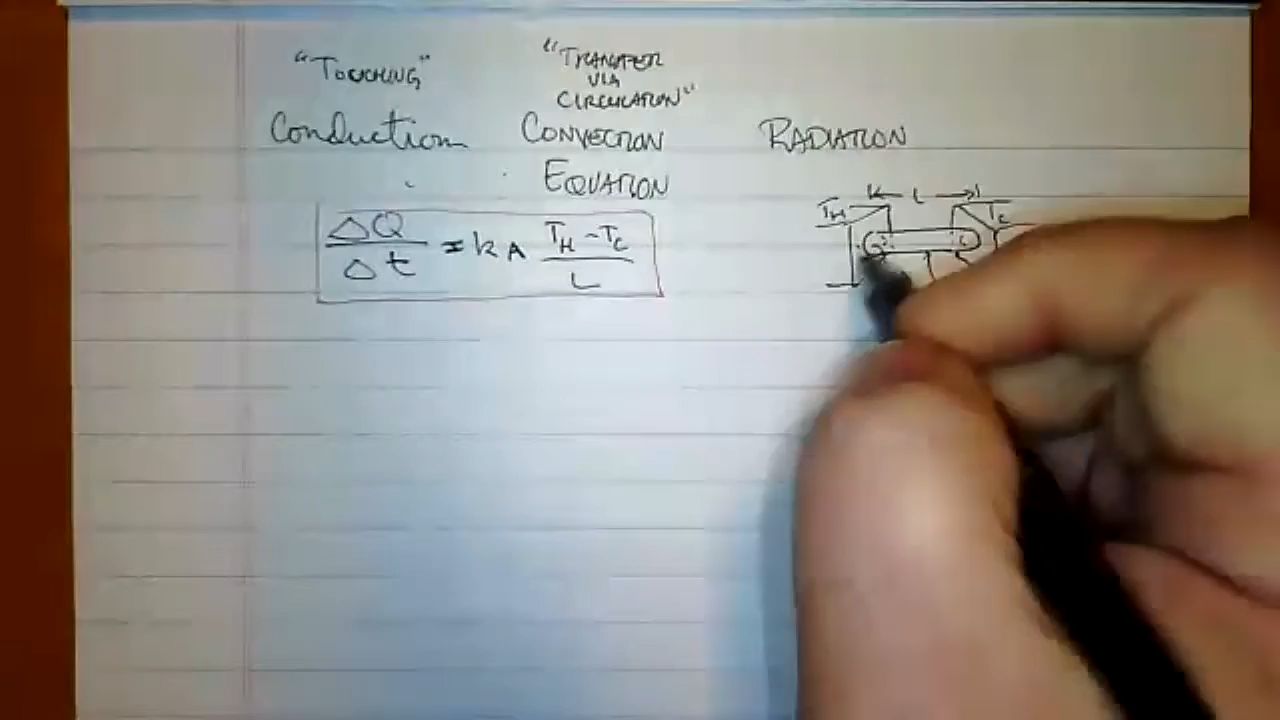 "TOUCHING"
"TRANSFER
VIA
CIRCULATION"
Conduction CONVECTION RADIATION
EQUATION
ΔQ/Δt = kA (T_H - T_C)/L
L
T_H T_C